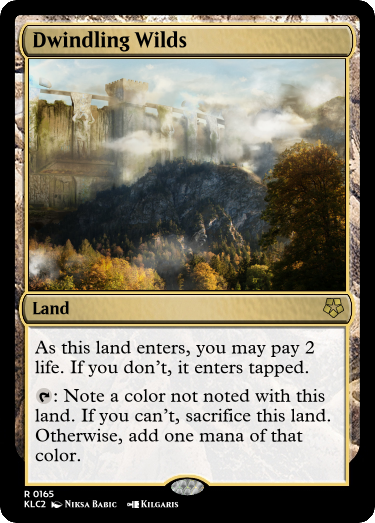 Dwindling Wilds
Land
As this land enters, you may pay 2
life. If you don't, it enters tapped.
: Note a color not noted with this
land. If you can't, sacrifice this land.
Otherwise, add one mana of that
color.
R 0165
KLC2 Niksa Babic Kilgaris